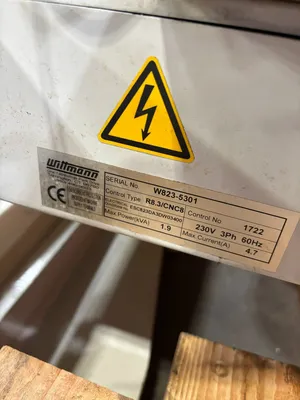 wittmann
CE
SERIAL No. W823-5301
Control Type R8.3/CNC8 Control No 1722
230V 3Ph 60Hz
Max.Power(kVA) 1.9 Max Current(A) 4.7